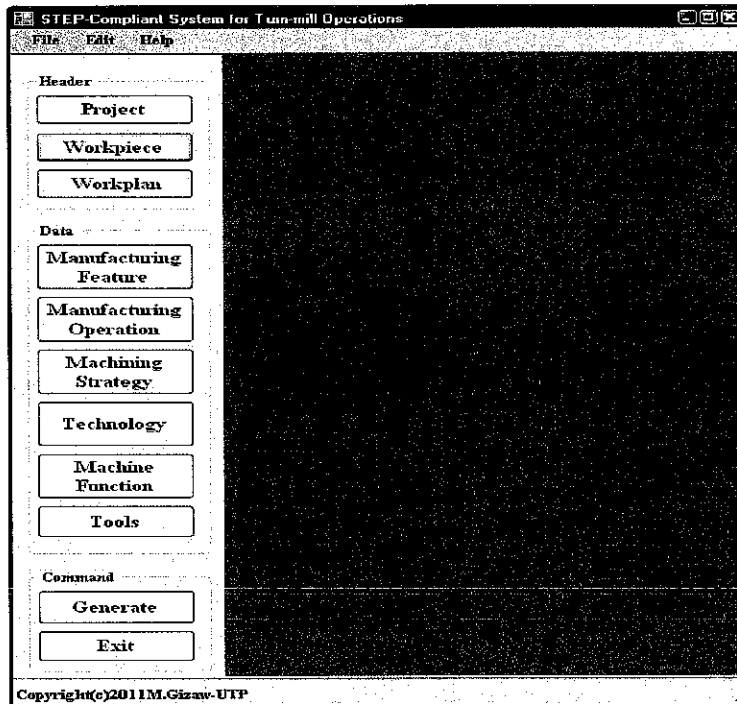 STEP-Compliant System for Turn-mill Operations
File Edit Help
Header
Project
Workpiece
Workplan
Data
Manufacturing
Feature
Manufacturing
Operation
Machining
Strategy
Technology
Machine
Function
Tools
Command
Generate
Exit
Copyright(c)2011M.Gizaw-UTP